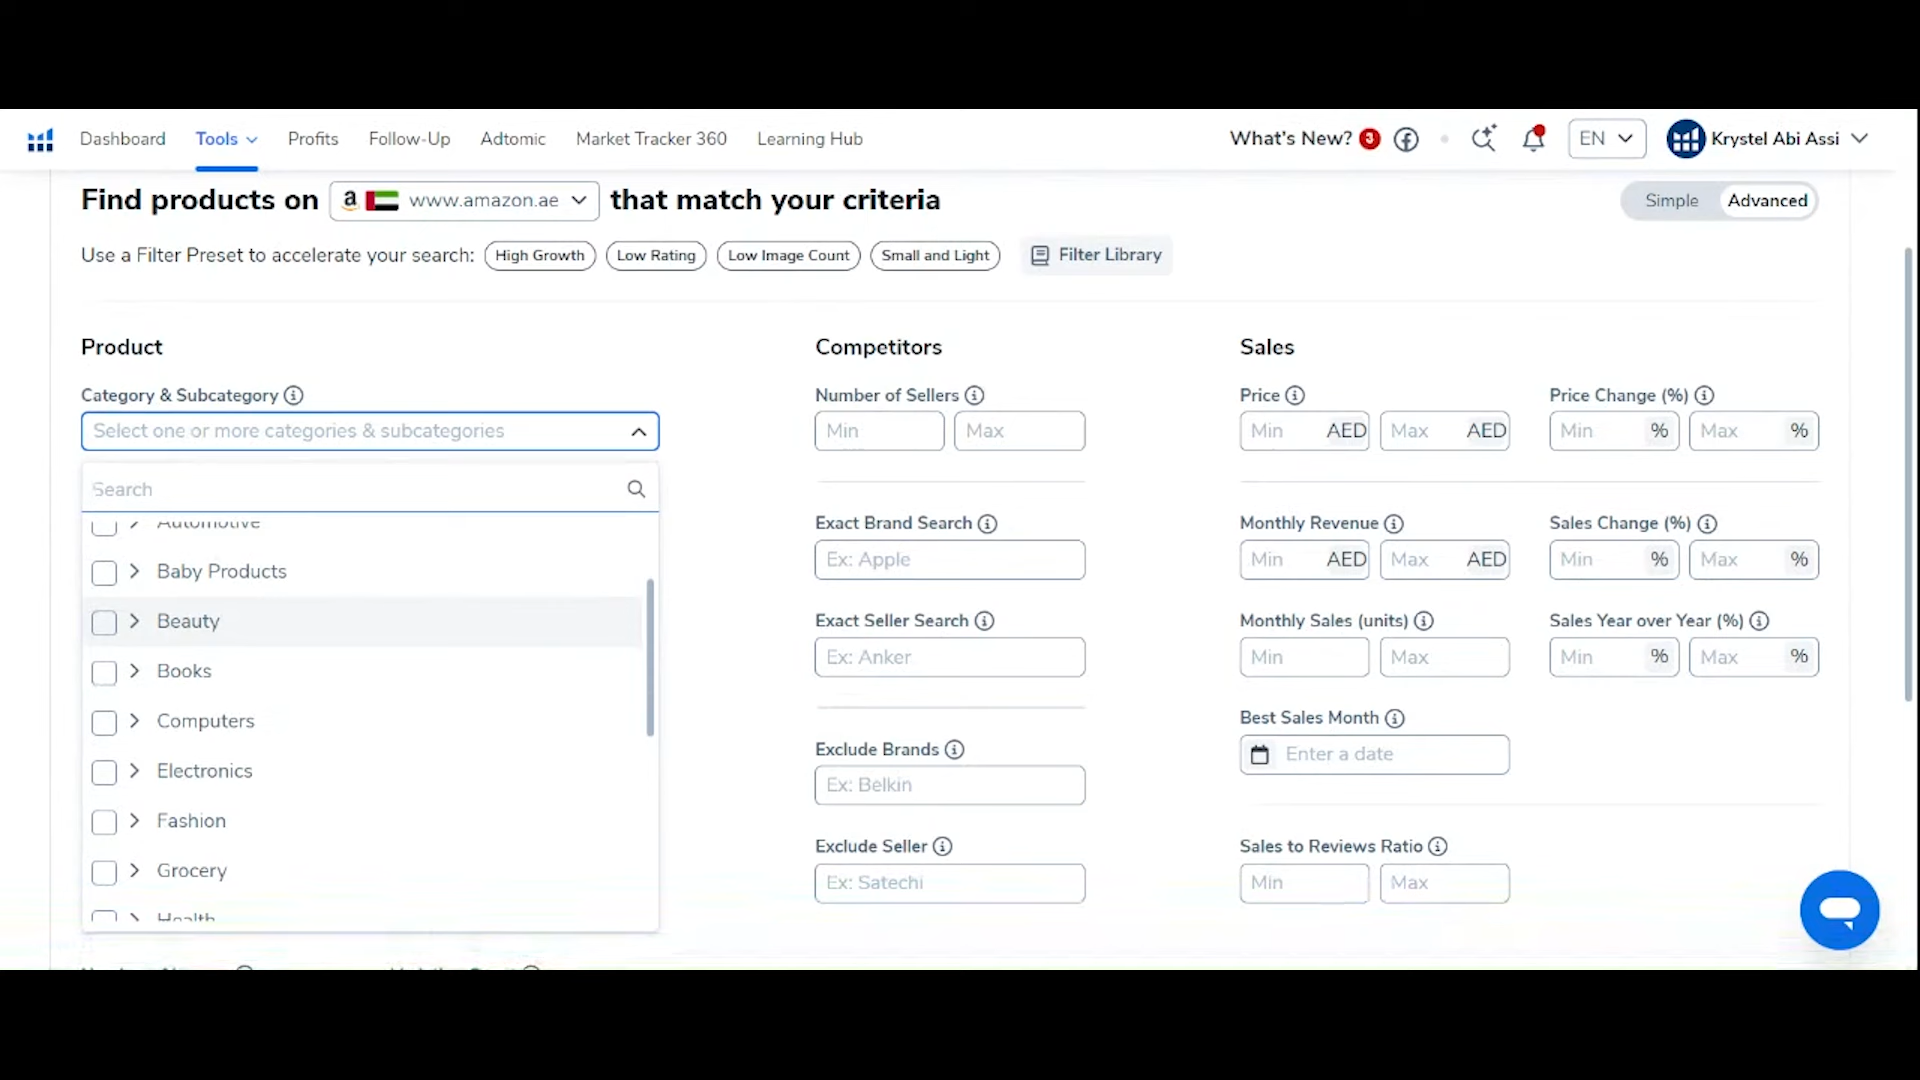 Dashboard Tools Profits Follow-Up Adtomic Market Tracker 360 Learning Hub What's New? 3 EN Krystel Abi Assi
Find products on a www.amazon.ae that match your criteria Simple Advanced
Use a Filter Preset to accelerate your search: High Growth Low Rating Low Image Count Small and Light Filter Library
Product Competitors Sales
Category & Subcategory Number of Sellers Price Price Change (%)
Select one or more categories & subcategories Min Max Min AED Max AED Min % Max %
Search
Automotive Exact Brand Search Monthly Revenue Sales Change (%)
Baby Products Ex: Apple Min AED Max AED Min % Max %
Beauty Exact Seller Search Monthly Sales (units) Sales Year over Year (%)
Books Ex: Anker Min Max Min % Max %
Computers Best Sales Month
Exclude Brands Enter a date
Electronics Ex: Belkin
Fashion Exclude Seller Sales to Reviews Ratio
Grocery Ex: Satechi Min Max
Health